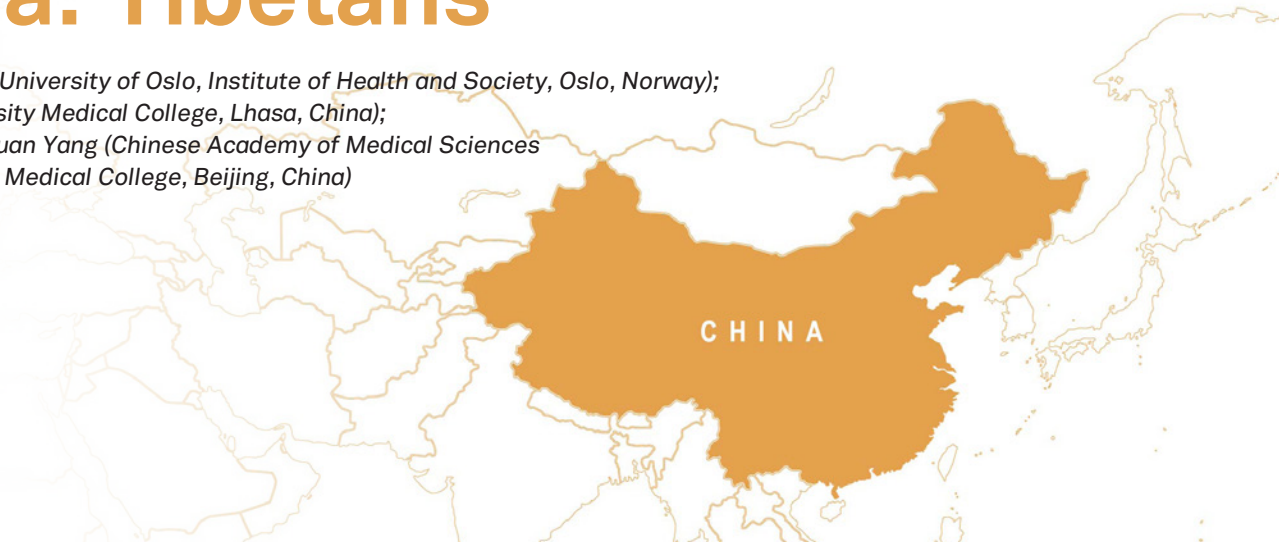 a: Tibetans
University of Oslo, Institute of Health and Society, Oslo, Norway);
sity Medical College, Lhasa, China);
uan Yang (Chinese Academy of Medical Sciences
Medical College, Beijing, China)
CHINA